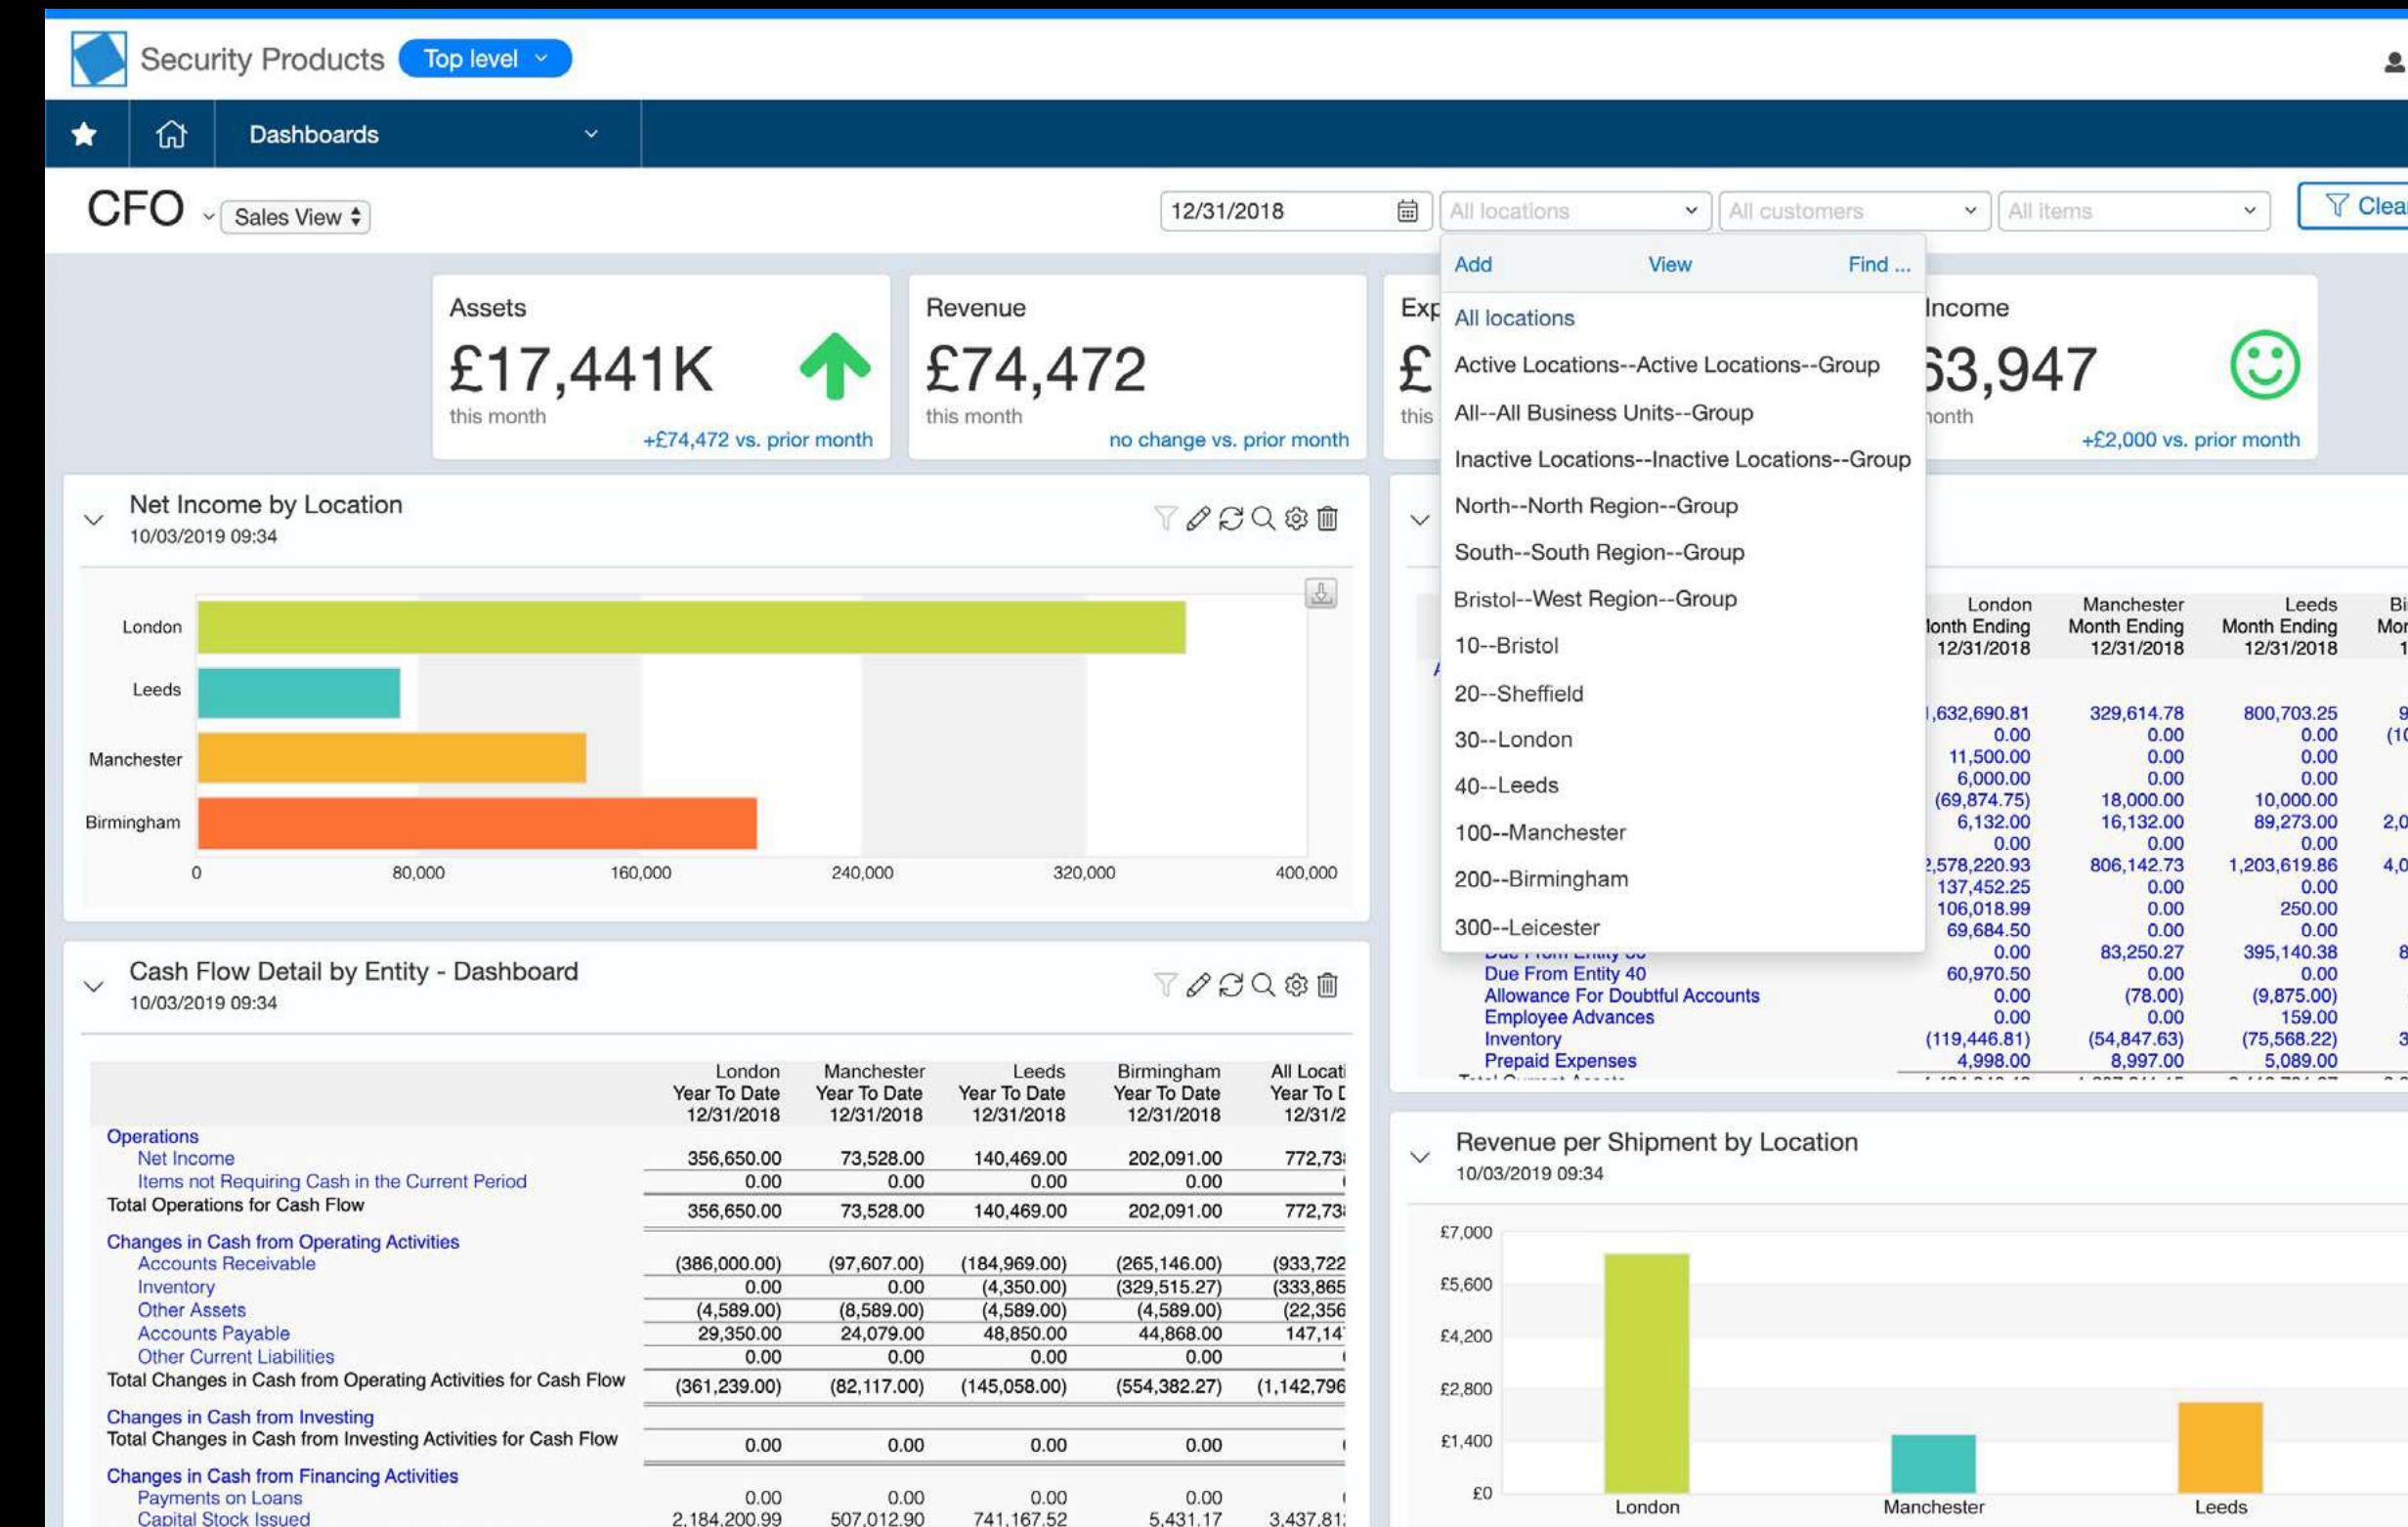 Security Products Top level
Dashboards
CFO Sales View 12/31/2018 All locations All customers All items
Add View Find ...
All locations
Active Locations--Active Locations--Group
All--All Business Units--Group
Inactive Locations--Inactive Locations--Group
North--North Region--Group
South--South Region--Group
Bristol--West Region--Group
10--Bristol
20--Sheffield
30--London
40--Leeds
100--Manchester
200--Birmingham
300--Leicester
Assets
£17,441K
this month
+£74,472 vs. prior month
Revenue
£74,472
this month
no change vs. prior month
£
this
Income
63,947
+£2,000 vs. prior month
Net Income by Location
10/03/2019 09:34
London
Leeds
Manchester
Birmingham
0 80,000 160,000 240,000 320,000 400,000
London Manchester Leeds
Month Ending Month Ending
12/31/2018 12/31/2018 12/31/2018
,632,690.81 329,614.78 800,703.25
0.00 0.00 0.00
11,500.00 0.00 0.00
6,000.00 0.00 0.00
(69,874.75) 18,000.00 10,000.00
6,132.00 16,132.00 89,273.00
0.00 0.00 0.00
,578,220.93 806,142.73 1,203,619.86
137,452.25 0.00 0.00
106,018.99 0.00 250.00
69,684.50 0.00 0.00
0.00 83,250.27 395,140.38
Due From Entity 40 60,970.50 0.00 0.00
Allowance For Doubtful Accounts 0.00 (78.00) (9,875.00)
Employee Advances 0.00 0.00 159.00
Inventory (119,446.81) (54,847.63) (75,568.22)
Prepaid Expenses 4,998.00 8,997.00 5,089.00
Cash Flow Detail by Entity - Dashboard
10/03/2019 09:34
London Manchester Leeds Birmingham All
Year To Date Year To Date Year To Date Year To Date Year To
12/31/2018 12/31/2018 12/31/2018 12/31/2018
Operations
Net Income 356,650.00 73,528.00 140,469.00 202,091.00 772,73
Items not Requiring Cash in the Current Period 0.00 0.00 0.00 0.00
Total Operations for Cash Flow 356,650.00 73,528.00 140,469.00 202,091.00 772,73
Changes in Cash from Operating Activities
Accounts Receivable (386,000.00) (97,607.00) (184,969.00) (265,146.00) (933,722
Inventory 0.00 0.00 (4,350.00) (329,515.27) (333,865
Other Assets (4,589.00) (8,589.00) (4,589.00) (4,589.00) (22,356
Accounts Payable 29,350.00 24,079.00 48,850.00 44,868.00 147,14
Other Current Liabilities 0.00 0.00 0.00 0.00
Total Changes in Cash from Operating Activities for Cash Flow (361,239.00) (82,117.00) (145,058.00) (554,382.27) (1,142,796
Changes in Cash from Investing
Total Changes in Cash from Investing Activities for Cash Flow 0.00 0.00 0.00 0.00
Changes in Cash from Financing Activities
Payments on Loans 0.00 0.00 0.00 0.00
Capital Stock Issued 2,184,200.99 507,012.90 741,167.52 5,431.17 3,437,81
Revenue per Shipment by Location
10/03/2019 09:34
£7,000
£5,600
£4,200
£2,800
£1,400
£0
London Manchester Leeds